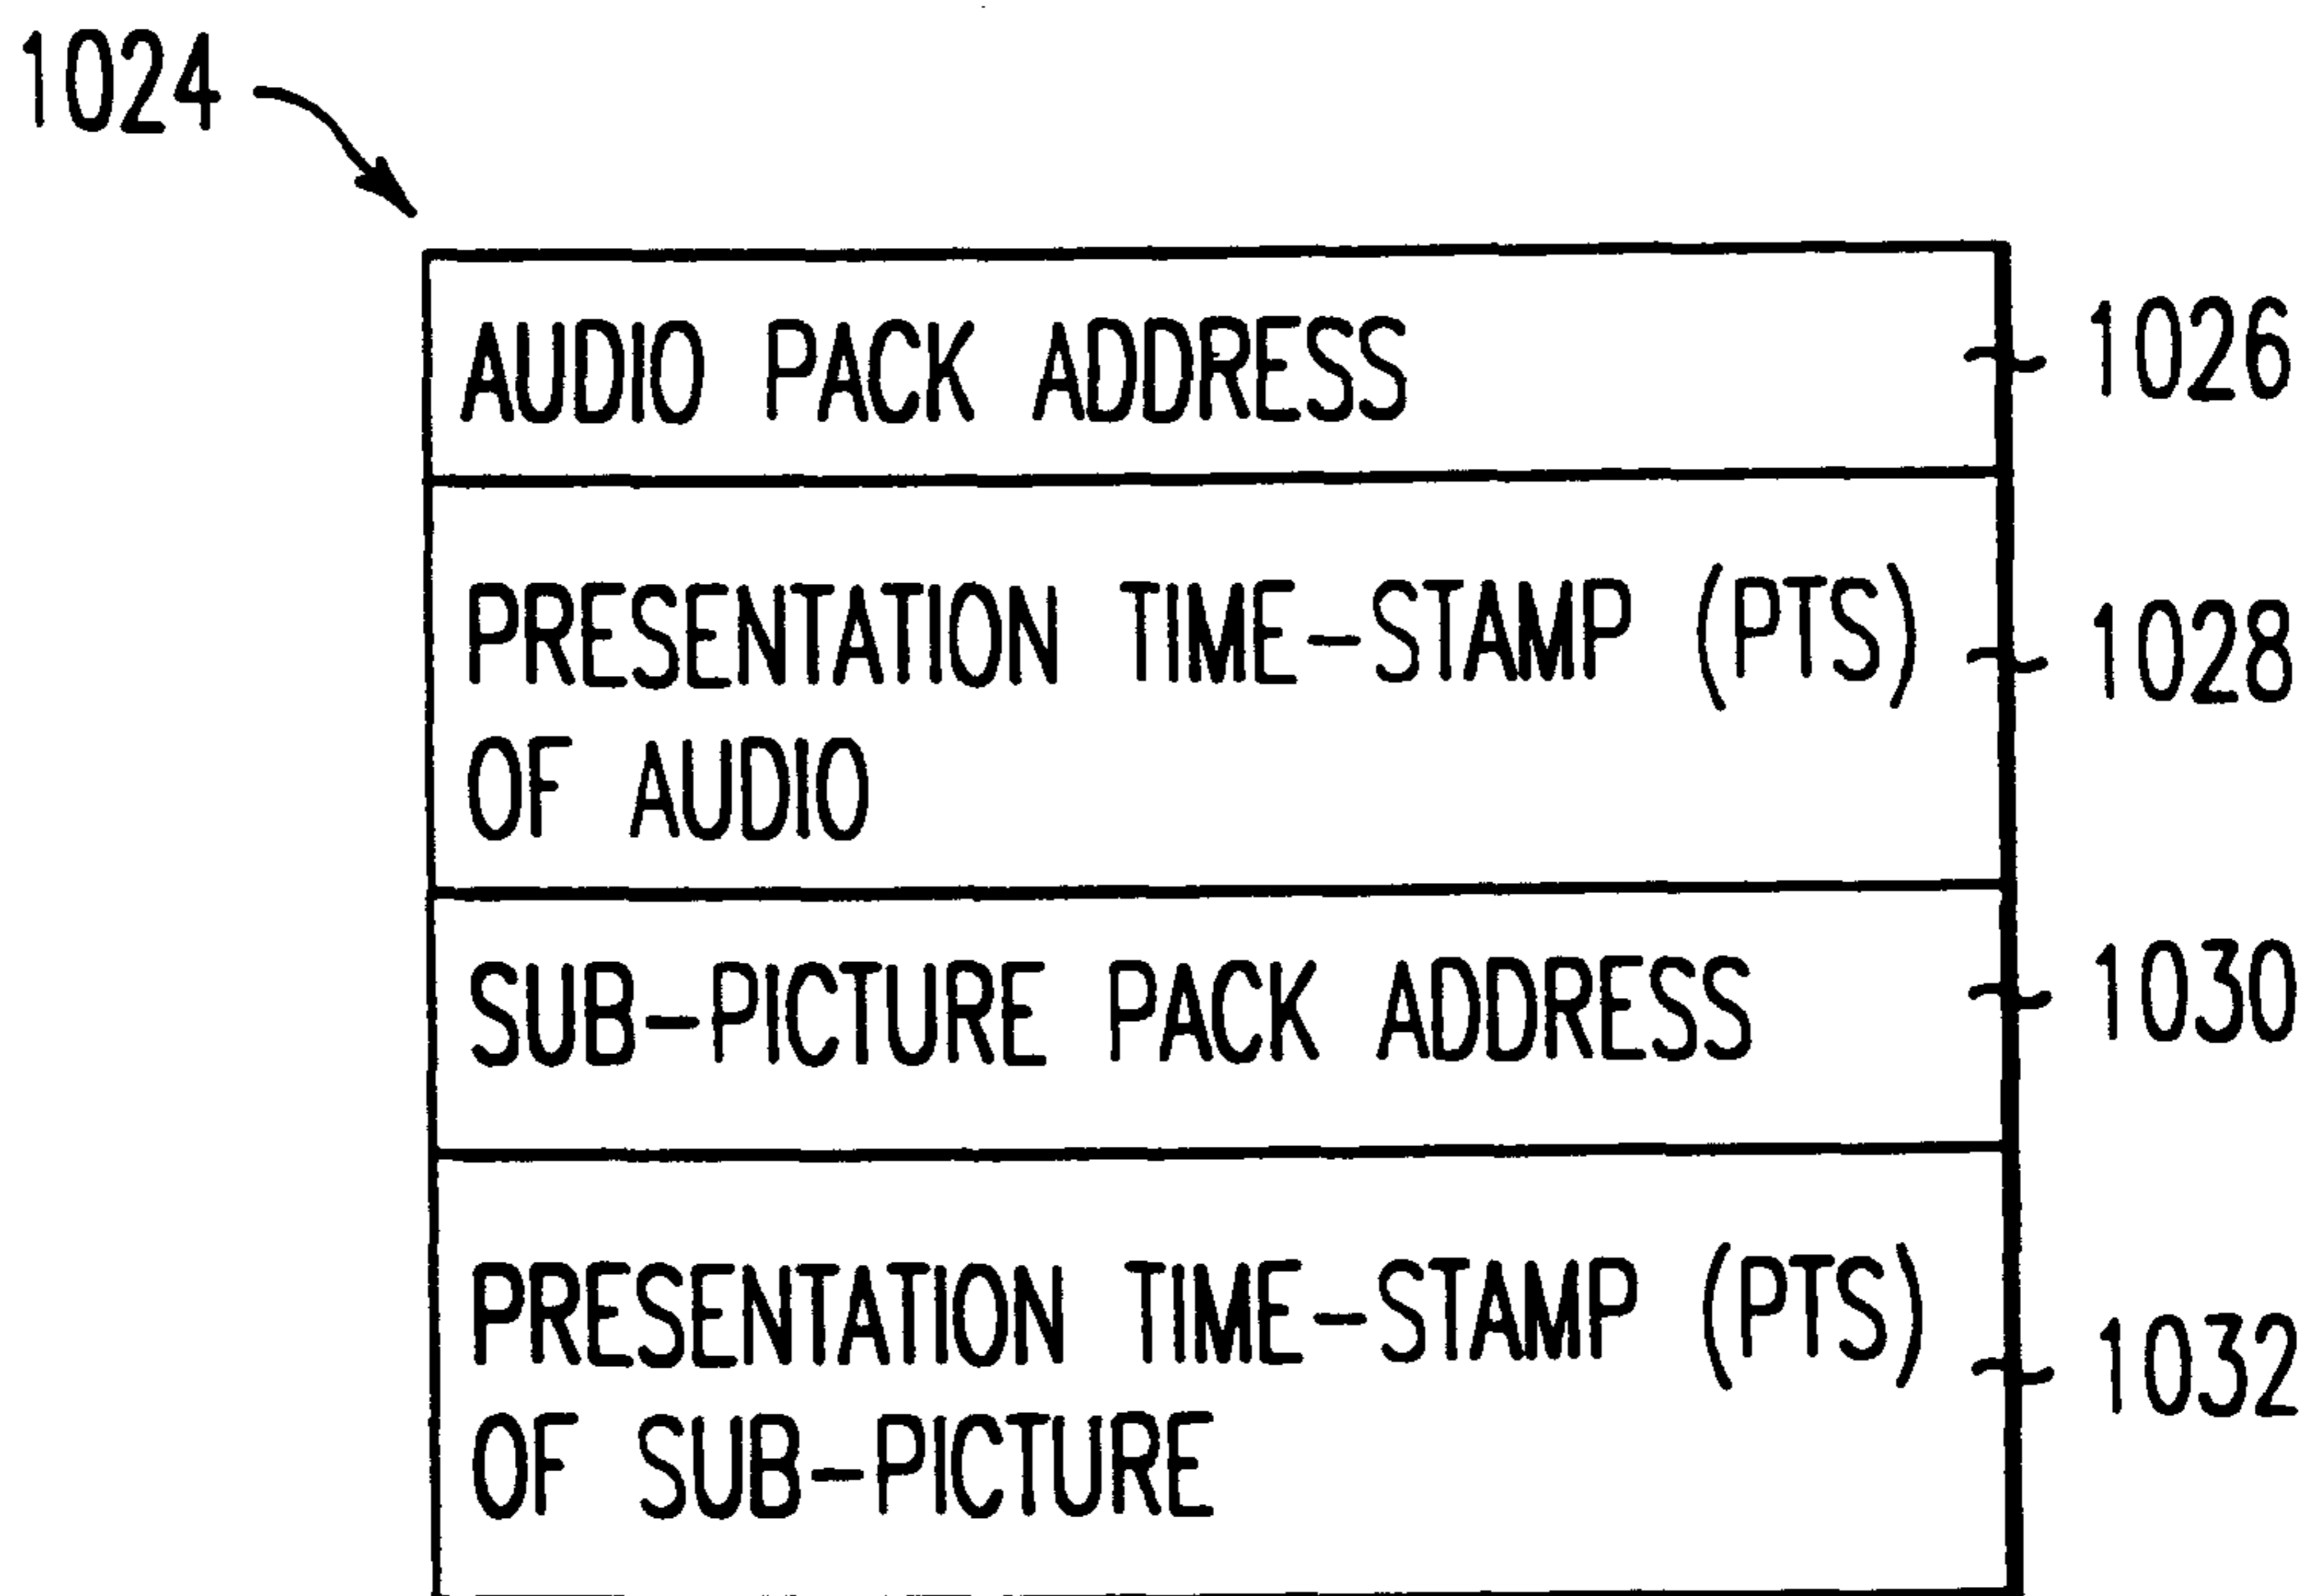 1024
AUDIO PACK ADDRESS
1026
PRESENTATION TIME-STAMP (PTS)
OF AUDIO
1028
SUB-PICTURE PACK ADDRESS
1030
PRESENTATION TIME-STAMP (PTS)
OF SUB-PICTURE
1032